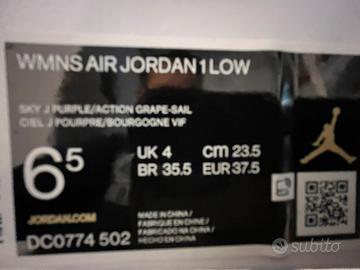 WMNS AIR JORDAN 1 LOW
SKY J PURPLE/ACTION GRAPE-SAIL
CIEL J POURPRE/BOURGOGNE VIF
6⁵
UK 4 CM 23.5
BR 35.5 EUR 37.5
JORDAN.COM
MADE IN CHINA /
FABRIQUÉ EN CHINE /
FABRICADO NA CHINA /
HECHO EN CHINA
DC0774 502
subito